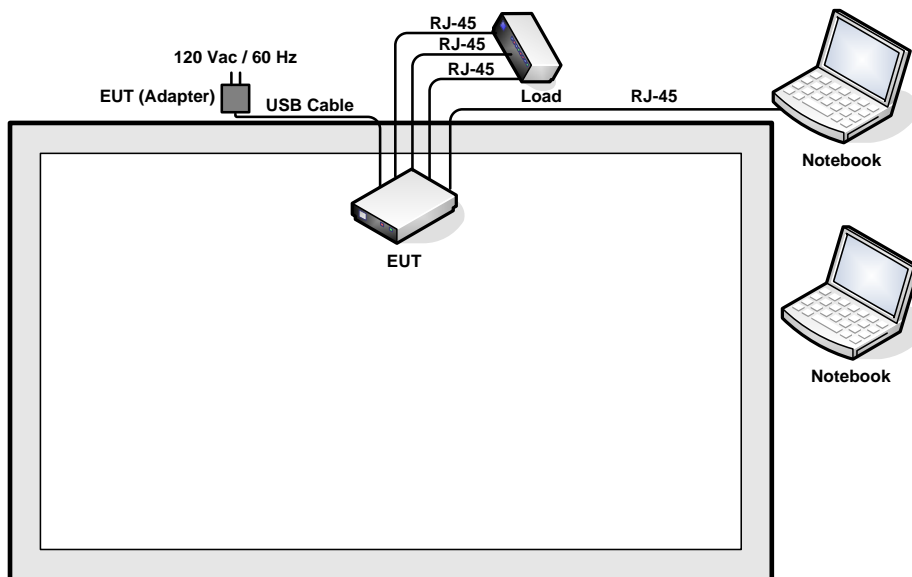 RJ-45
RJ-45
RJ-45
120 Vac / 60 Hz
EUT (Adapter)
USB Cable
Load
RJ-45
Notebook
EUT
Notebook